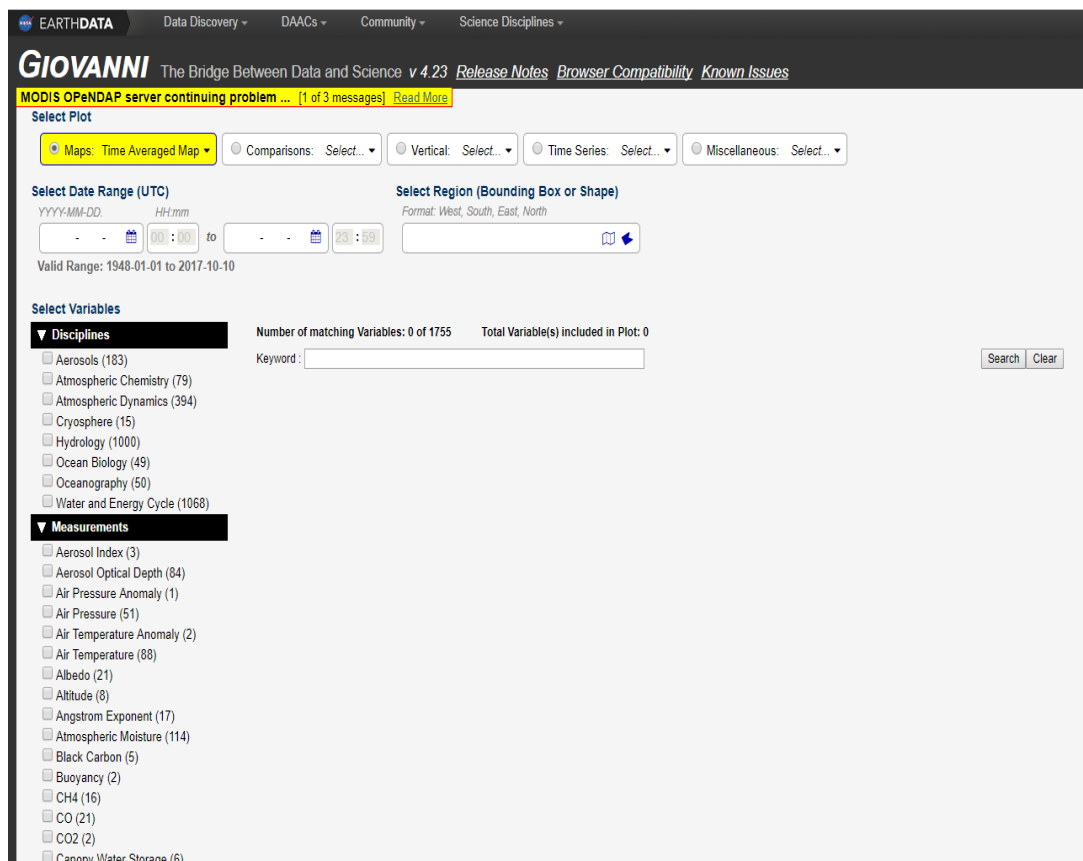 EARTHDATA Data Discovery DAACs Community Science Disciplines
GIOVANNI The Bridge Between Data and Science v 4.23 Release Notes Browser Compatibility Known Issues
MODIS OPeNDAP server continuing problem ... [1 of 3 messages] Read More
Select Plot
Maps: Time Averaged Map Comparisons: Select... Vertical: Select... Time Series: Select... Miscellaneous: Select...
Select Date Range (UTC) Select Region (Bounding Box or Shape)
YYYY-MM-DD. HH:mm Format: West, South, East, North
- - 00 : 00 to - - 23 : 59
Valid Range: 1948-01-01 to 2017-10-10
Select Variables
Disciplines Number of matching Variables: 0 of 1755 Total Variable(s) included in Plot: 0
Aerosols (183) Keyword : Search Clear
Atmospheric Chemistry (79)
Atmospheric Dynamics (394)
Cryosphere (15)
Hydrology (1000)
Ocean Biology (49)
Oceanography (50)
Water and Energy Cycle (1068)
Measurements
Aerosol Index (3)
Aerosol Optical Depth (84)
Air Pressure Anomaly (1)
Air Pressure (51)
Air Temperature Anomaly (2)
Air Temperature (88)
Albedo (21)
Altitude (8)
Angstrom Exponent (17)
Atmospheric Moisture (114)
Black Carbon (5)
Buoyancy (2)
CH4 (16)
CO (21)
CO2 (2)
Canopy Water Storage (6)